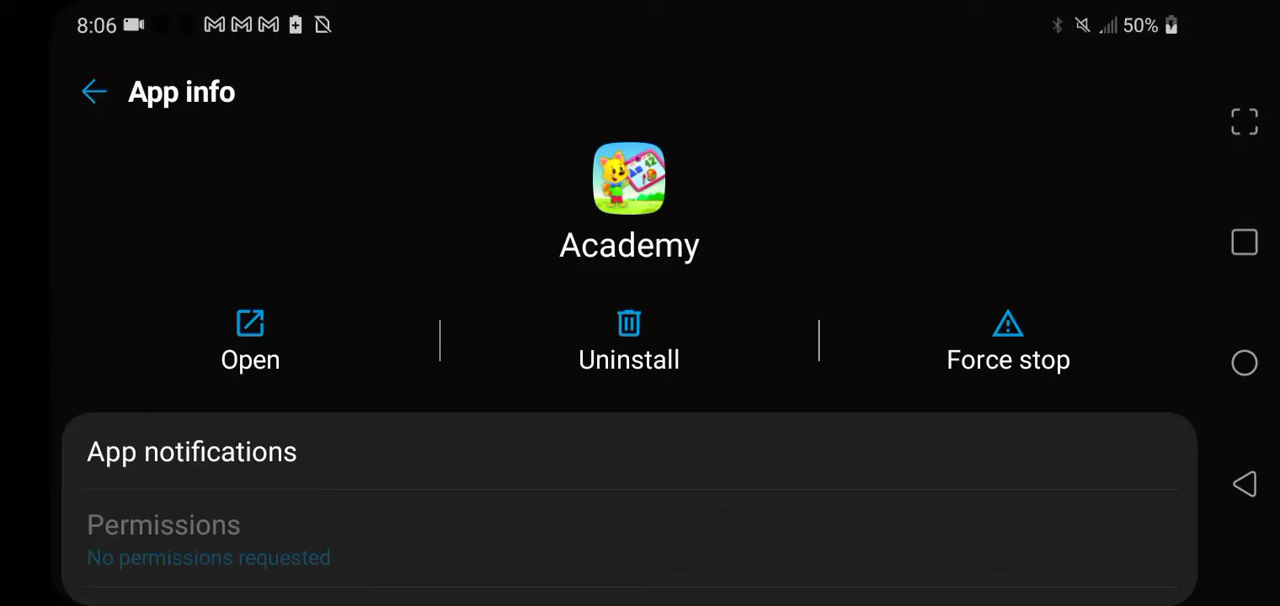 8:06 50%
App info
Academy
Open Uninstall Force stop
App notifications
Permissions
No permissions requested